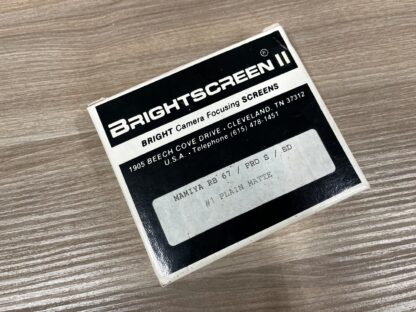 BRIGHTSCREEN II ®
BRIGHT Camera Focusing SCREENS
1905 BEECH COVE DRIVE . CLEVELAND, TN 37312
U.S.A. . Telephone (615) 478-1451
MAMIYA RB 67 / PRO S / SD
#1 PLAIN MATTE